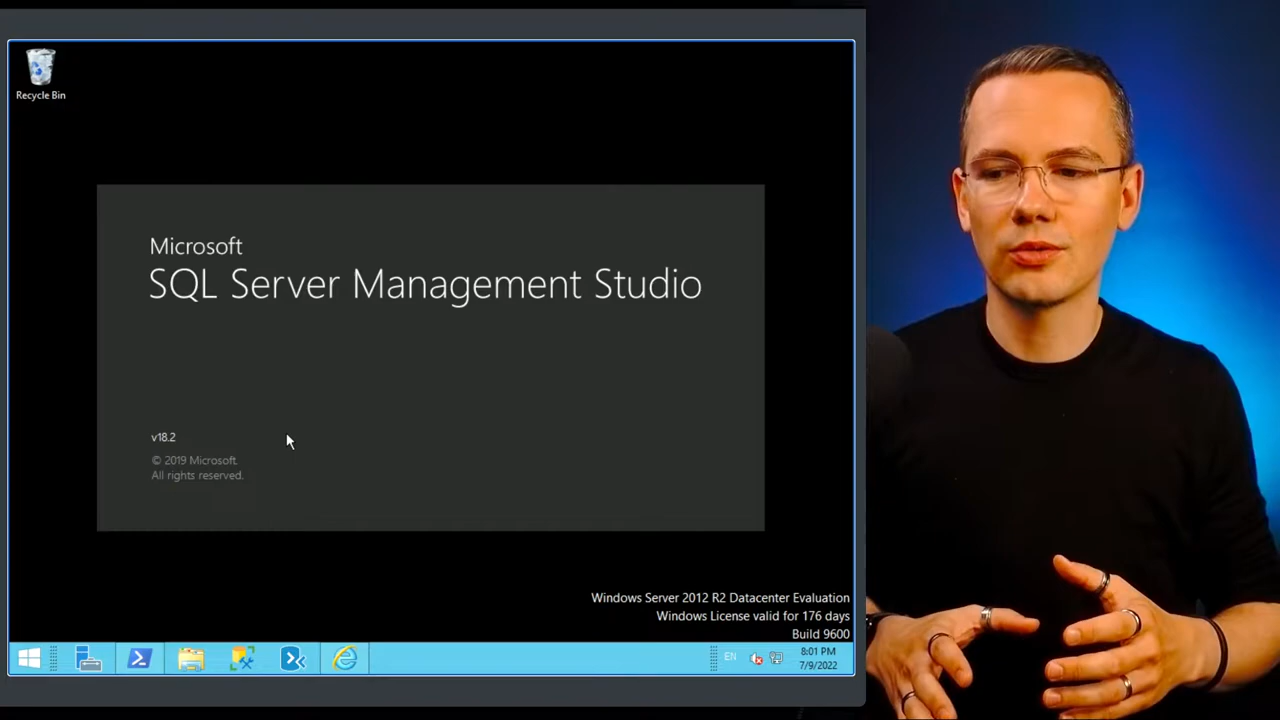 Recycle Bin
Microsoft
SQL Server Management Studio
v18.2
© 2019 Microsoft.
All rights reserved.
Windows Server 2012 R2 Datacenter Evaluation
Windows License valid for 176 days
Build 9600
EN
8:01 PM
7/9/2022